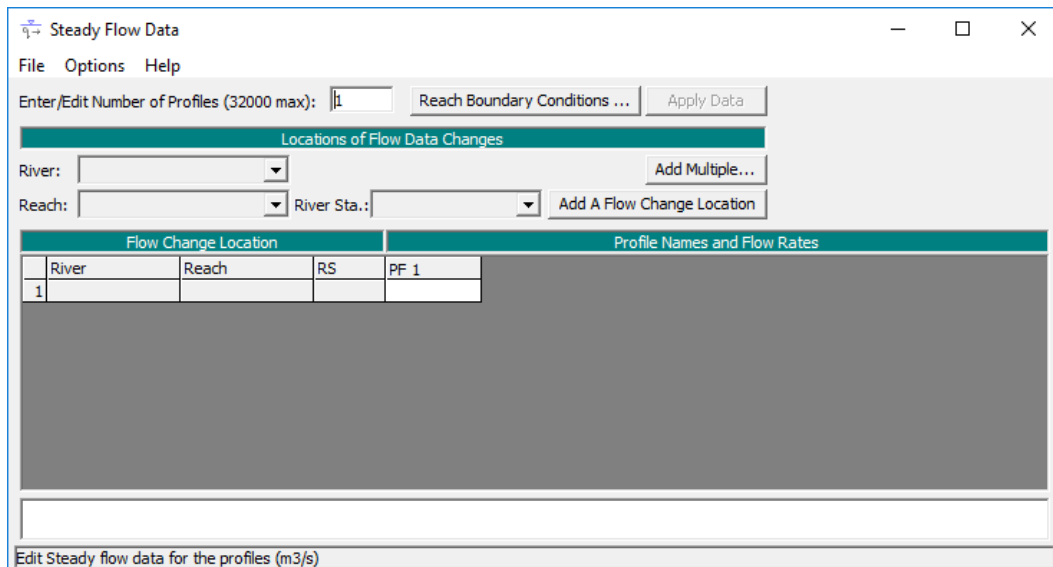 Steady Flow Data
File Options Help
Enter/Edit Number of Profiles (32000 max): 1 Reach Boundary Conditions ... Apply Data
Locations of Flow Data Changes
River: Add Multiple...
Reach: River Sta.: Add A Flow Change Location
Flow Change Location Profile Names and Flow Rates
River Reach RS PF 1
1
Edit Steady flow data for the profiles (m3/s)